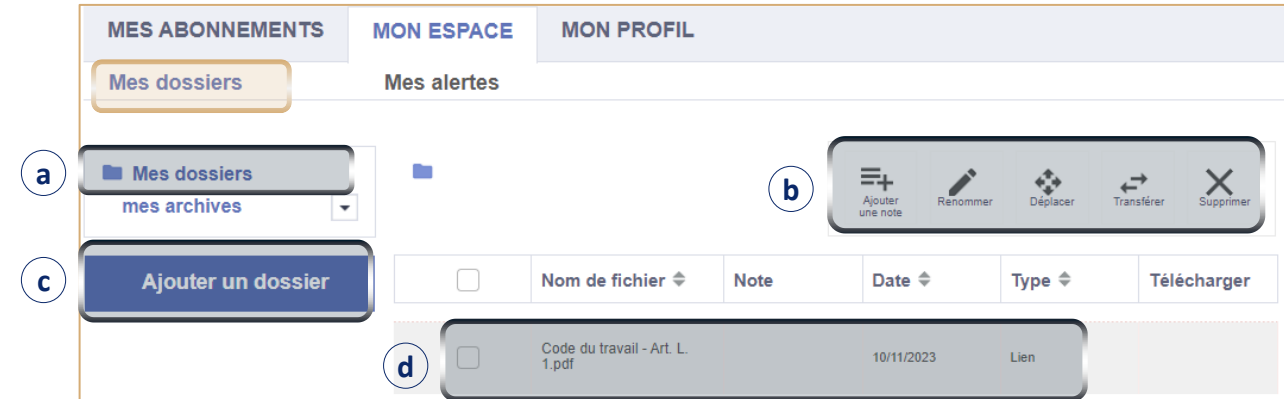 MES ABONNEMENTS MON ESPACE MON PROFIL
Mes dossiers Mes alertes
a Mes dossiers
mes archives
b Ajouter une note Renommer Déplacer Transférer Supprimer
c Ajouter un dossier
Nom de fichier Note Date Type Télécharger
d Code du travail - Art. L. 10/11/2023 Lien
1.pdf